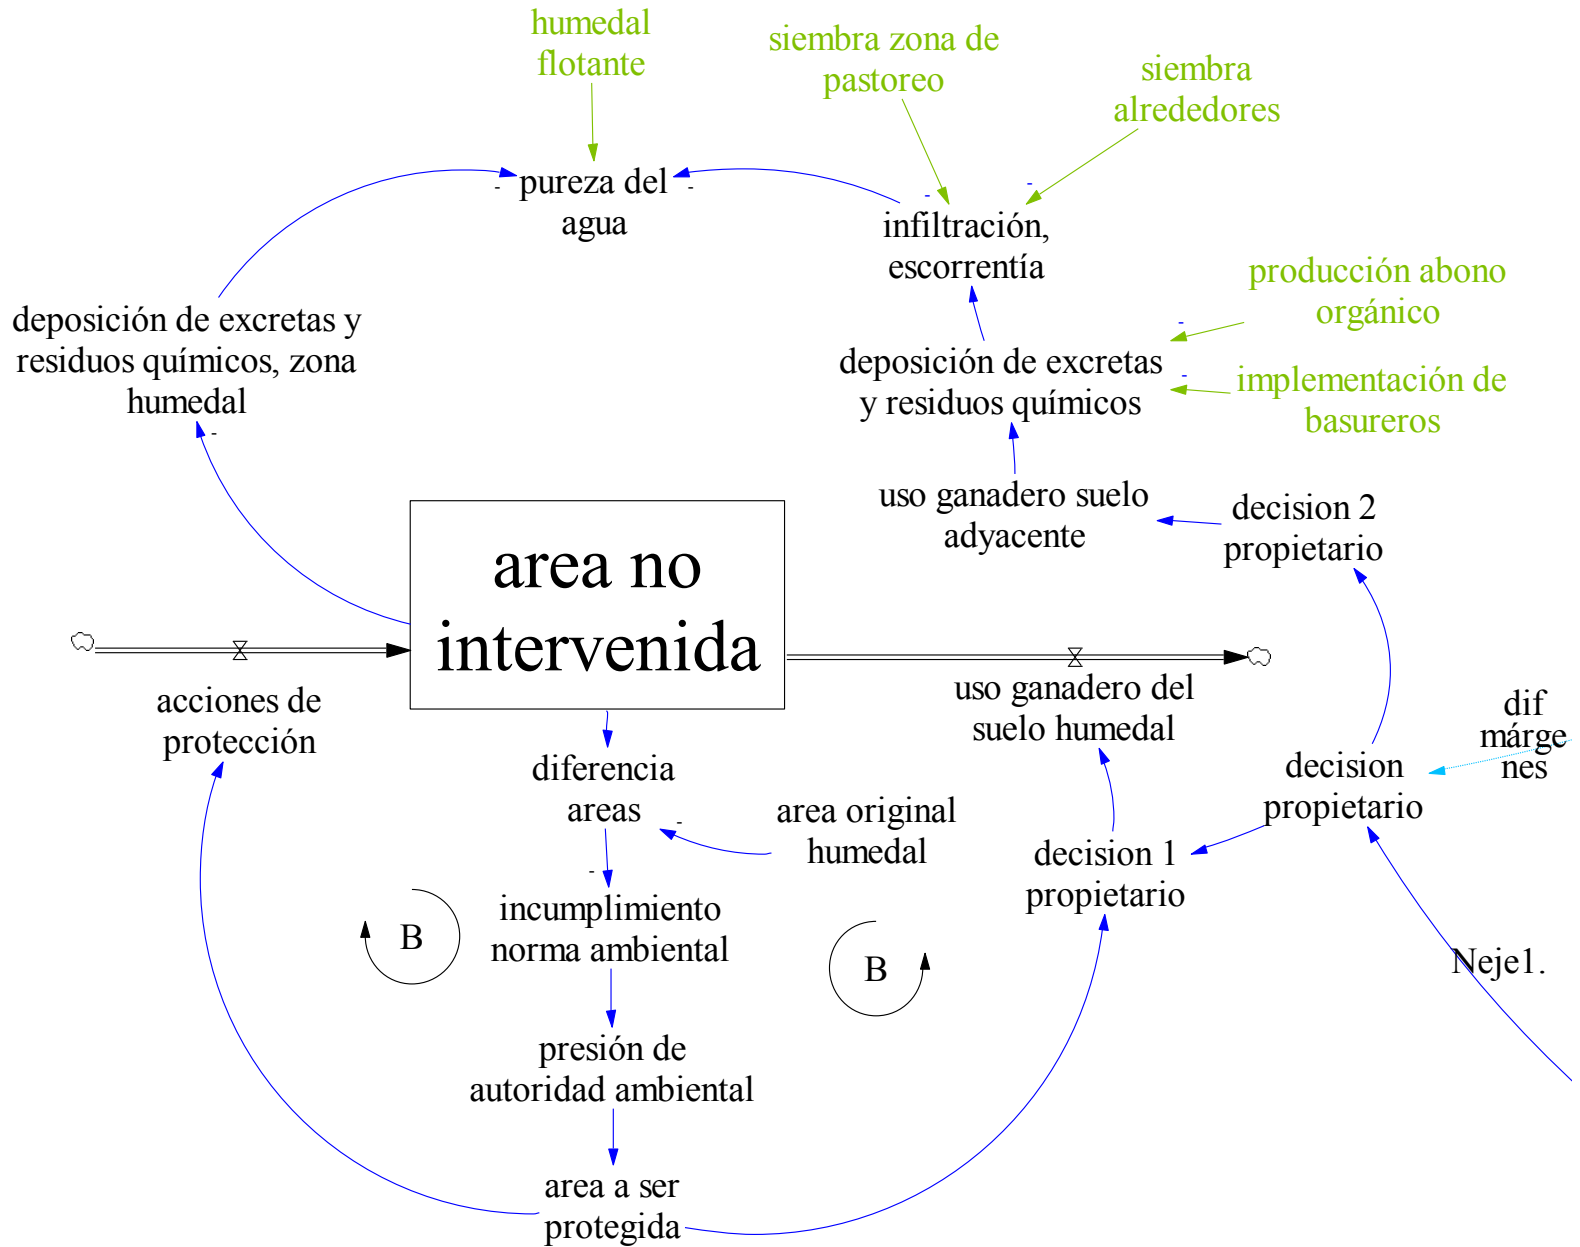 humedal
flotante
siembra zona de
pastoreo
siembra
alrededores
-
-
-
-
pureza del
agua
infiltración,
escorrentía
producción abono
orgánico
-
deposición de excretas y
residuos químicos, zona
humedal
-
deposición de excretas
y residuos químicos
-
implementación de
basureros
uso ganadero suelo
adyacente
decision 2
propietario
area no
intervenida
acciones de
protección
uso ganadero del
suelo humedal
dif
márge
nes
diferencia
areas
decision
propietario
-
area original
humedal
decision 1
propietario
-
incumplimiento
norma ambiental
B
B
Neje1.
presión de
autoridad ambiental
area a ser
protegida